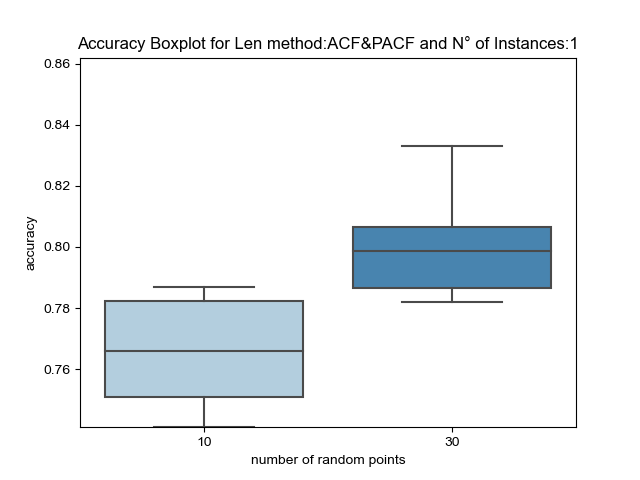 Accuracy Boxplot for Len method:ACF&PACF and N° of Instances:1
0.86
0.84
0.82
0.80
0.78
0.76
accuracy
10 30
number of random points